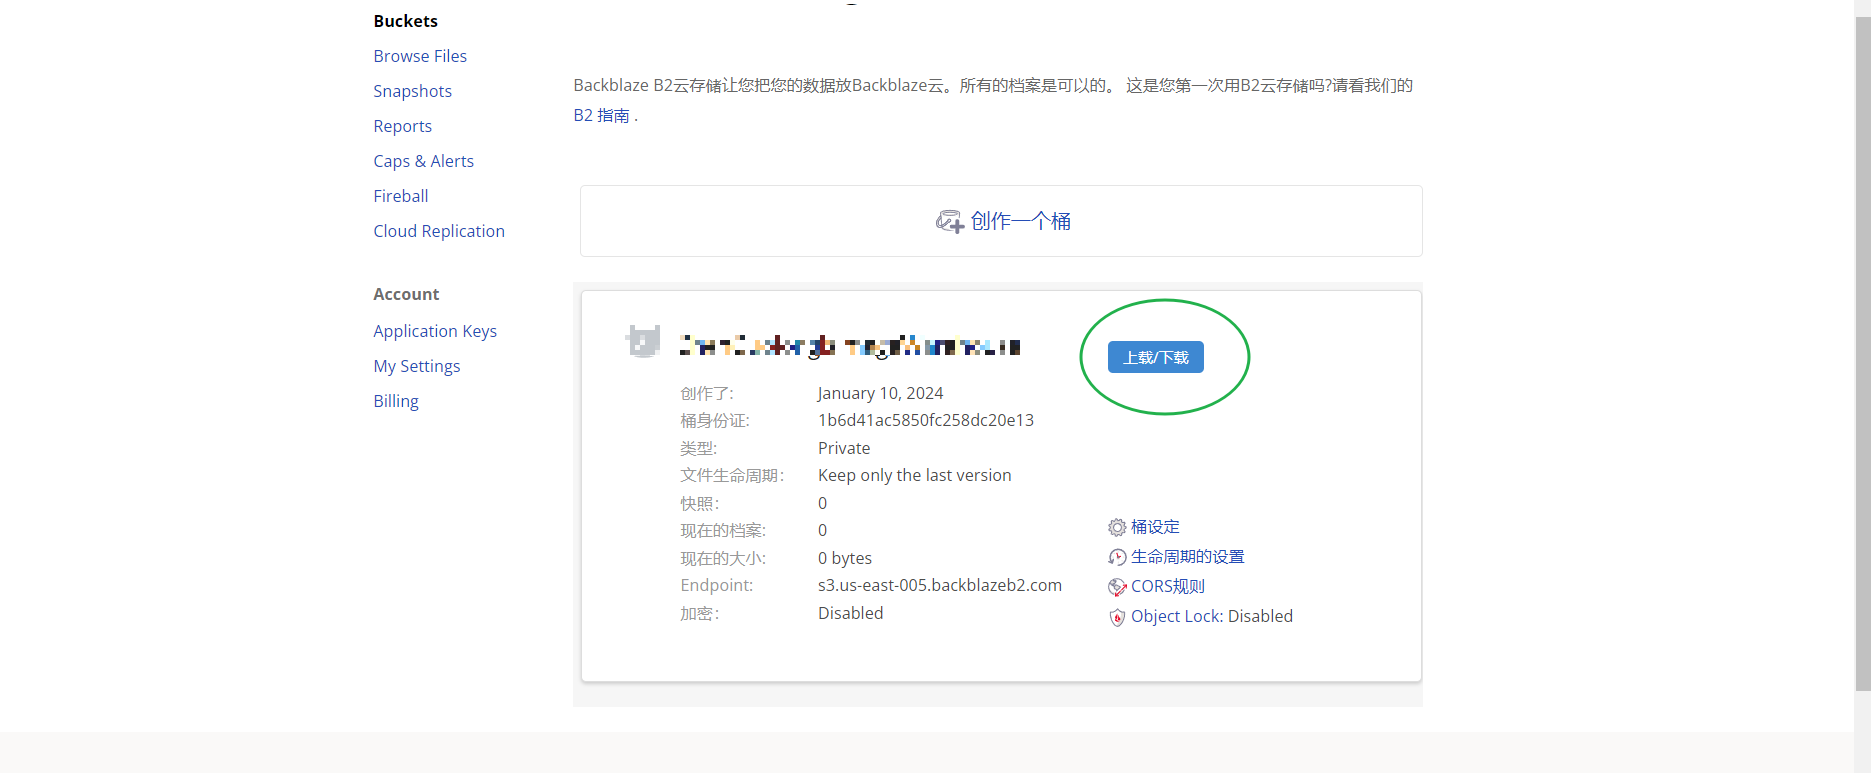 Buckets
Browse Files
Snapshots
Reports
Caps & Alerts
Fireball
Cloud Replication
Account
Application Keys
My Settings
Billing
Backblaze B2云存储让您把您的数据放Backblaze云。所有的档案是可以的。 这是您第一次用B2云存储吗?请看我们的
B2 指南 .
创作一个桶
上载/下载
创作了: January 10, 2024
桶身份证: 1b6d41ac5850fc258dc20e13
类型: Private
文件生命周期: Keep only the last version
快照: 0
现在的档案: 0
现在的大小: 0 bytes
Endpoint: s3.us-east-005.backblazeb2.com
加密: Disabled
桶设定
生命周期的设置
CORS规则
Object Lock: Disabled